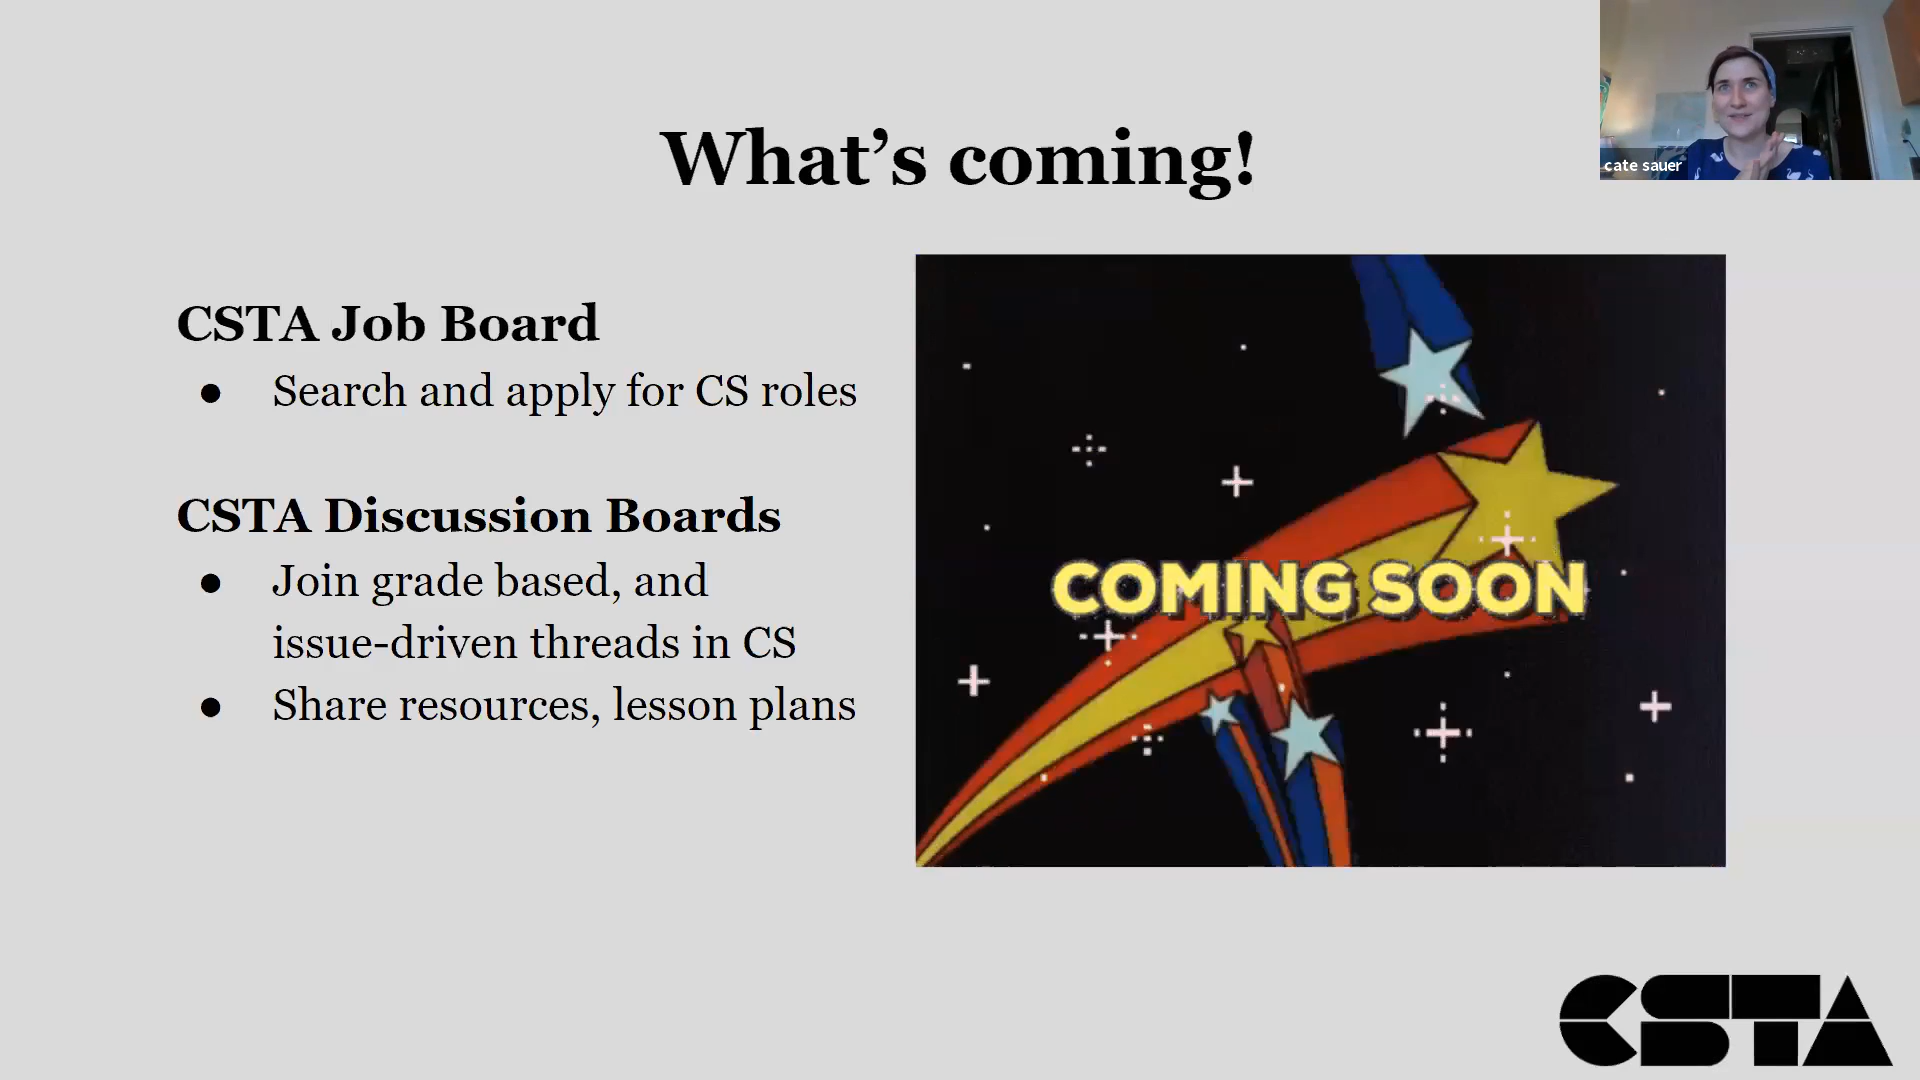 What's coming!
cate sauer
CSTA Job Board
● Search and apply for CS roles
CSTA Discussion Boards
● Join grade based, and
issue-driven threads in CS
● Share resources, lesson plans
COMING SOON
CSTA